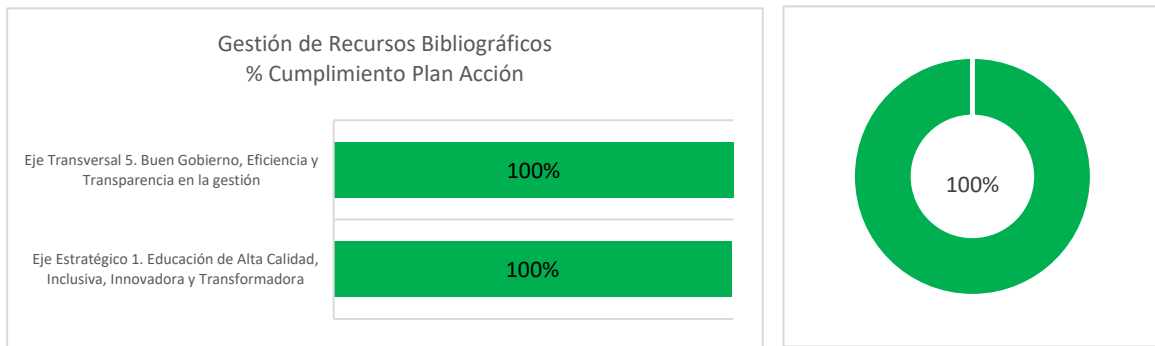 Gestión de Recursos Bibliográficos
% Cumplimiento Plan Acción
Eje Transversal 5. Buen Gobierno, Eficiencia y
Transparencia en la gestión
100%
Eje Estratégico 1. Educación de Alta Calidad,
Inclusiva, Innovadora y Transformadora
100%
100%